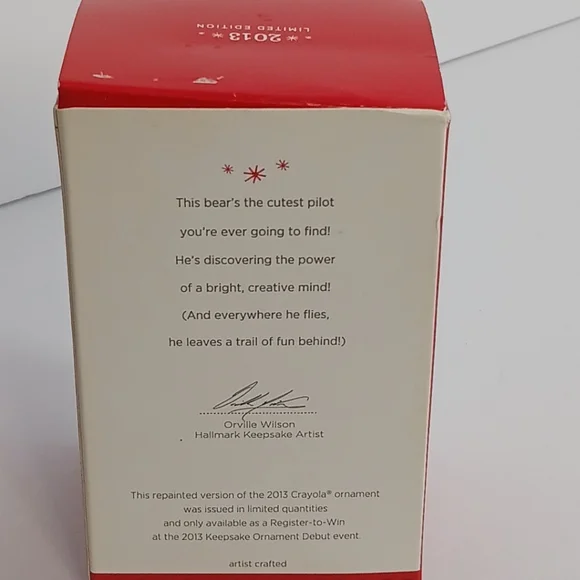 LIMITED EDITION
* 2013 *
This bear's the cutest pilot
you're ever going to find!
He's discovering the power
of a bright, creative mind!
(And everywhere he flies,
he leaves a trail of fun behind!)
Orville Wilson
Hallmark Keepsake Artist
This repainted version of the 2013 Crayola® ornament
was issued in limited quantities
and only available as a Register-to-Win
at the 2013 Keepsake Ornament Debut event.
artist crafted